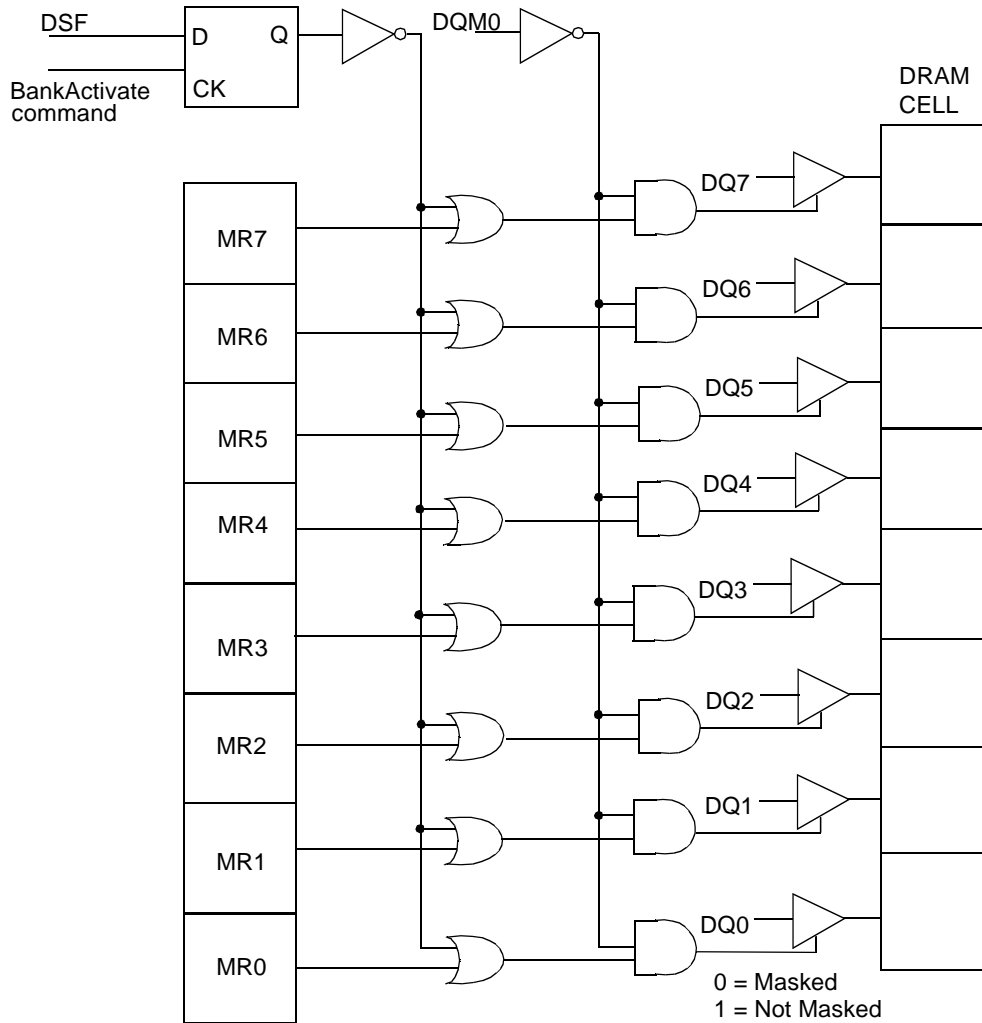 DSF
D
Q
CK
BankActivate
command
DQM0
DRAM
CELL
MR7
DQ7
MR6
DQ6
MR5
DQ5
MR4
DQ4
MR3
DQ3
MR2
DQ2
MR1
DQ1
MR0
DQ0
0 = Masked
1 = Not Masked